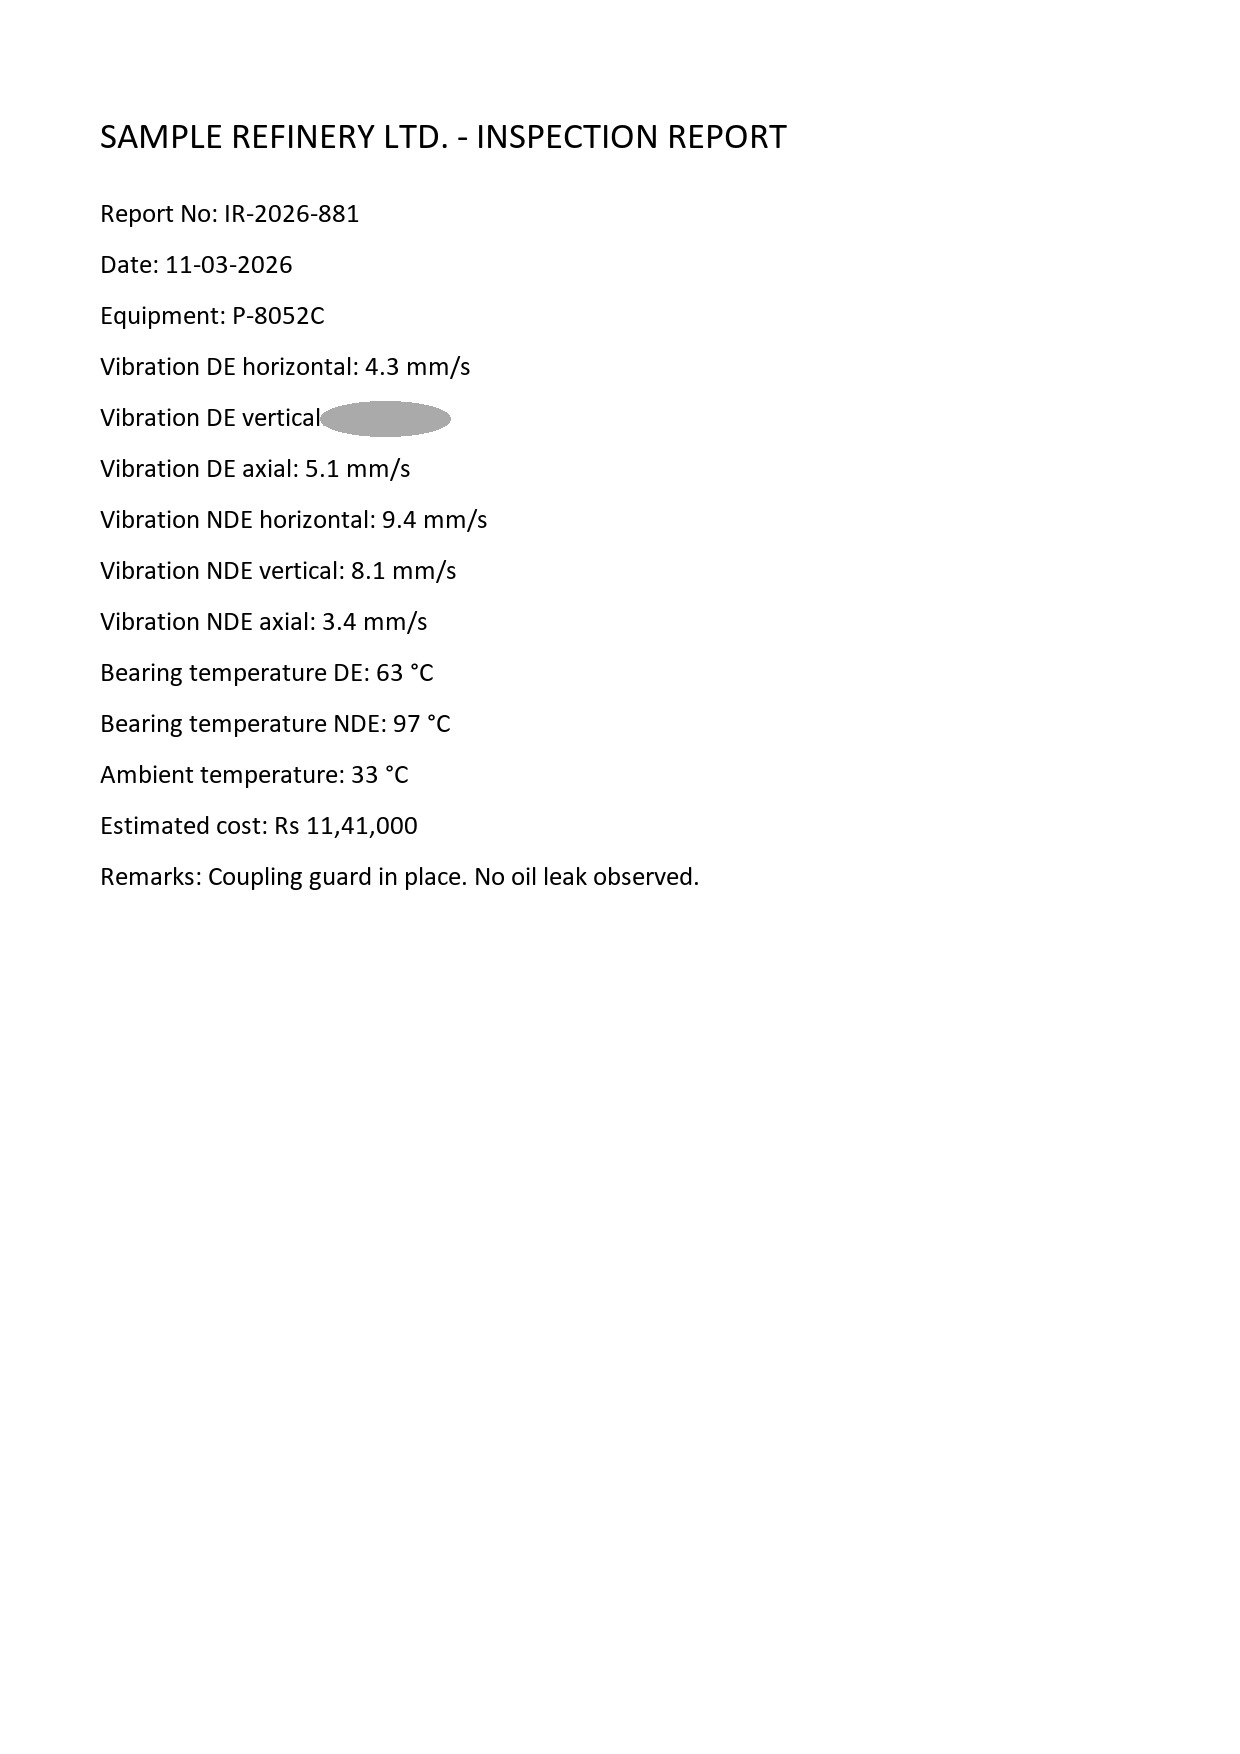 SAMPLE REFINERY LTD. - INSPECTION REPORT
Report No: IR-2026-881
Date: 11-03-2026
Equipment: P-8052C
Vibration DE horizontal: 4.3 mm/s
Vibration DE vertical
Vibration DE axial: 5.1 mm/s
Vibration NDE horizontal: 9.4 mm/s
Vibration NDE vertical: 8.1 mm/s
Vibration NDE axial: 3.4 mm/s
Bearing temperature DE: 63 °C
Bearing temperature NDE: 97 °C
Ambient temperature: 33 °C
Estimated cost: Rs 11,41,000
Remarks: Coupling guard in place. No oil leak observed.